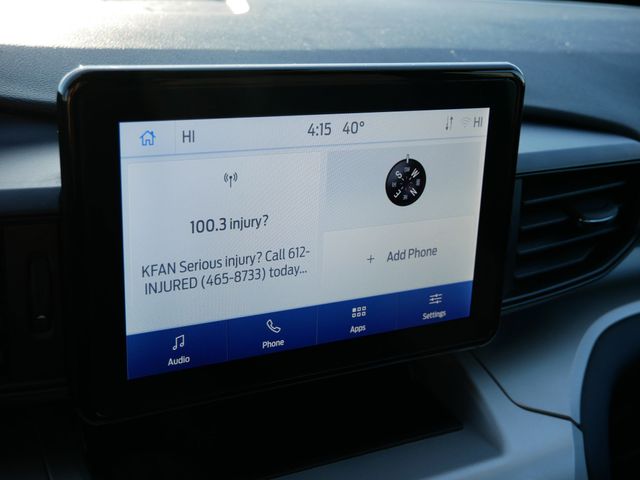 HI 4:15 40° HI
100.3 injury?
KFAN Serious injury? Call 612-
INJURED (465-8733) today...
S W E N
+ Add Phone
Audio Phone Apps Settings